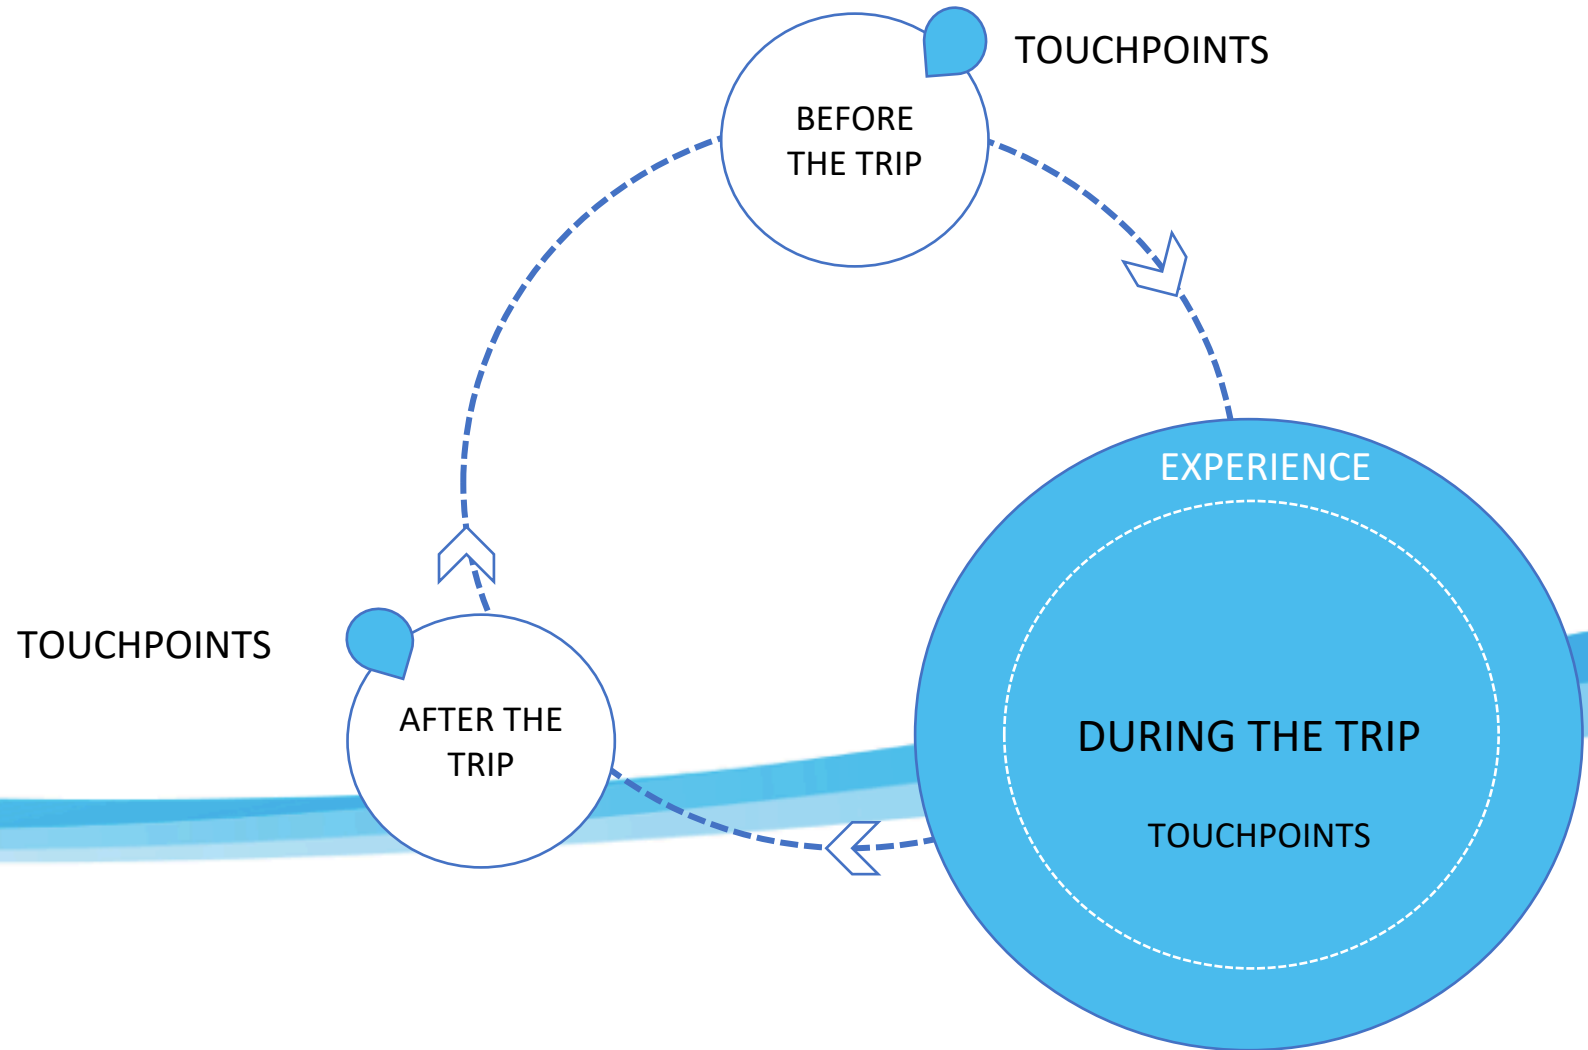 TOUCHPOINTS
BEFORE
THE TRIP
EXPERIENCE
TOUCHPOINTS
AFTER THE
TRIP
DURING THE TRIP
TOUCHPOINTS